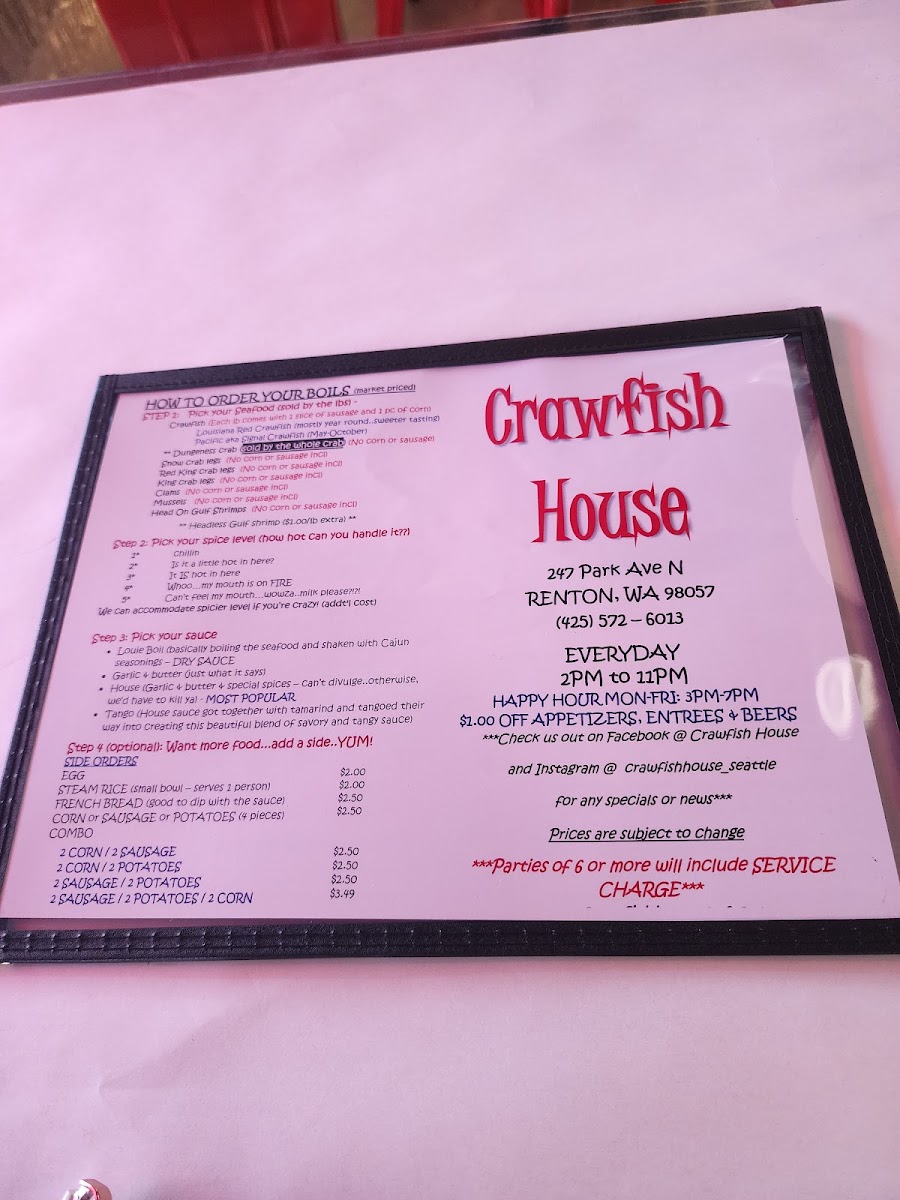 HOW TO ORDER YOUR BOILS (market priced)
STEP 1: Pick your Seafood (sold by the lbs) -
Crawfish (Each lb comes with 1 slice of sausage and 1 pc of corn)
Louisiana Red Crawfish (mostly year round..sweeter tasting)
Pacific aka Signal Crawfish (May-October)
** Dungeness crab (sold by the whole crab) (No corn or sausage)
Snow crab legs (No corn or sausage incl)
Red King crab legs (No corn or sausage incl)
King crab legs (No corn or sausage incl)
Clams (No corn or sausage incl)
Mussels (No corn or sausage incl)
Head On Gulf Shrimps (No corn or sausage incl)
** Headless Gulf shrimp ($1.00/lb extra) **
Step 2: Pick your spice level (how hot can you handle it??)
1* Chillin
2* Is it a little hot in here?
3* It IS hot in here
4* Whoo...my mouth is on FIRE
5* Can't feel my mouth...wowza..milk please?!?!
We can accommodate spicier level if you're crazy! (addt'l cost)
Step 3: Pick your sauce
• Louie Boil (basically boiling the seafood and shaken with Cajun
seasonings – DRY SAUCE
• Garlic & butter (just what it says)
• House (Garlic & butter & special spices – can't divulge..otherwise,
we'd have to kill ya) - MOST POPULAR
• Tango (House sauce got together with tamarind and tangoed their
way into creating this beautiful blend of savory and tangy sauce)
Step 4 (optional): Want more food...add a side..YUM!
SIDE ORDERS
EGG $2.00
STEAM RICE (small bowl – serves 1 person) $2.00
FRENCH BREAD (good to dip with the sauce) $2.50
CORN or SAUSAGE or POTATOES (4 pieces) $2.50
COMBO
2 CORN / 2 SAUSAGE $2.50
2 CORN / 2 POTATOES $2.50
2 SAUSAGE / 2 POTATOES $2.50
2 SAUSAGE / 2 POTATOES / 2 CORN $3.49
Crawfish
House
247 Park Ave N
RENTON, WA 98057
(425) 572 – 6013
EVERYDAY
2PM to 11PM
HAPPY HOUR MON-FRI: 3PM-7PM
$1.00 OFF APPETIZERS, ENTREES & BEERS
***Check us out on Facebook @ Crawfish House
and Instagram @ crawfishhouse_seattle
for any specials or news***
Prices are subject to change
***Parties of 6 or more will include SERVICE
CHARGE***